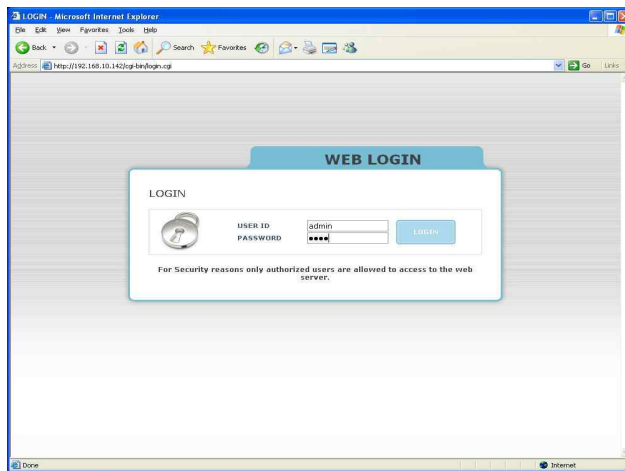 LOGIN - Microsoft Internet Explorer
File Edit View Favorites Tools Help
Back Search Favorites
Address http://192.168.10.142/cgi-bin/login.cgi Go Links
WEB LOGIN
LOGIN
USER ID admin
PASSWORD ●●●●
LOGIN
For Security reasons only authorized users are allowed to access to the web
server.
Done Internet